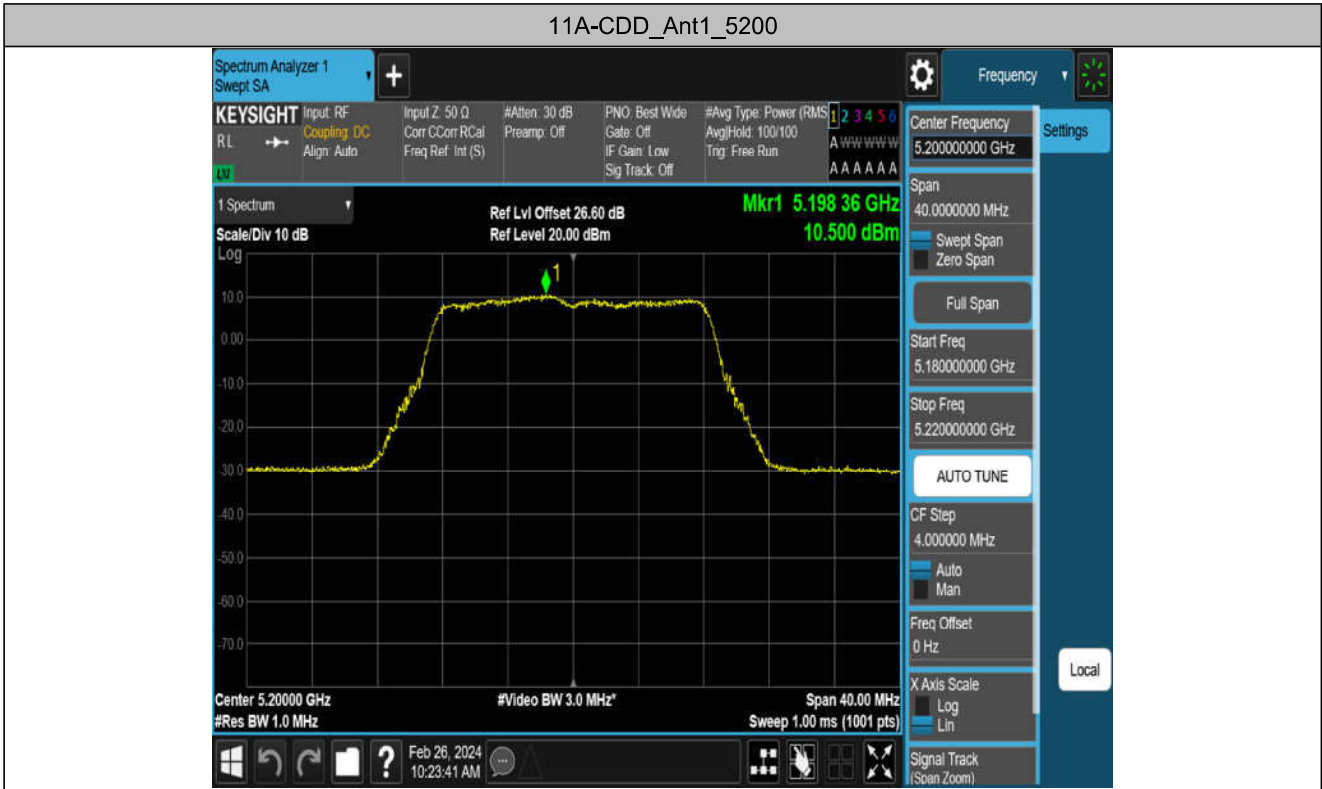 11A-CDD_Ant1_5200
Spectrum Analyzer 1
Swept SA
+
Frequency
KEYSIGHT
RL
LXI
Input: RF
Coupling: DC
Align: Auto
Input Z: 50 Ω
Corr CCorr RCal
Freq Ref: Int (S)
#Atten: 30 dB
Preamp: Off
PNO: Best Wide
Gate: Off
IF Gain: Low
Sig Track: Off
#Avg Type: Power (RMS
Avg|Hold: 100/100
Trig: Free Run
1 2 3 4 5 6
A W W W W W
A A A A A A
1 Spectrum
Scale/Div 10 dB
Log
Ref Lvl Offset 26.60 dB
Ref Level 20.00 dBm
Mkr1 5.198 36 GHz
10.500 dBm
1
10.0
0.00
-10.0
-20.0
-30.0
-40.0
-50.0
-60.0
-70.0
Center 5.20000 GHz
#Res BW 1.0 MHz
#Video BW 3.0 MHz*
Span 40.00 MHz
Sweep 1.00 ms (1001 pts)
?
Feb 26, 2024
10:23:41 AM
Center Frequency
5.200000000 GHz
Settings
Span
40.0000000 MHz
Swept Span
Zero Span
Full Span
Start Freq
5.180000000 GHz
Stop Freq
5.220000000 GHz
AUTO TUNE
CF Step
4.000000 MHz
Auto
Man
Freq Offset
0 Hz
X Axis Scale
Log
Lin
Local
Signal Track
(Span Zoom)